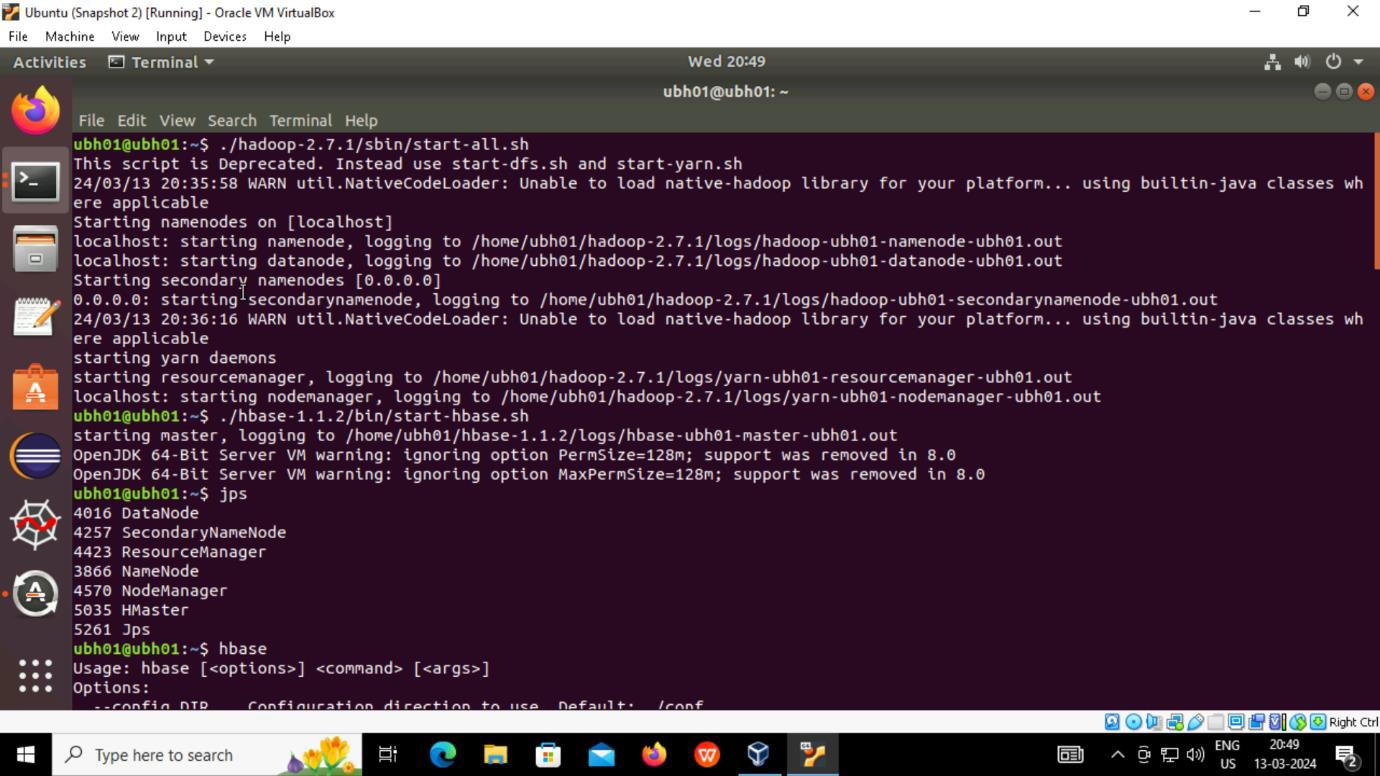 Ubuntu (Snapshot 2) [Running] - Oracle VM VirtualBox
File Machine View Input Devices Help
Activities Terminal Wed 20:49
ubh01@ubh01: ~
File Edit View Search Terminal Help
ubh01@ubh01:~$ ./hadoop-2.7.1/sbin/start-all.sh
This script is Deprecated. Instead use start-dfs.sh and start-yarn.sh
24/03/13 20:35:58 WARN util.NativeCodeLoader: Unable to load native-hadoop library for your platform... using builtin-java classes wh
ere applicable
Starting namenodes on [localhost]
localhost: starting namenode, logging to /home/ubh01/hadoop-2.7.1/logs/hadoop-ubh01-namenode-ubh01.out
localhost: starting datanode, logging to /home/ubh01/hadoop-2.7.1/logs/hadoop-ubh01-datanode-ubh01.out
Starting secondary namenodes [0.0.0.0]
0.0.0.0: starting secondarynamenode, logging to /home/ubh01/hadoop-2.7.1/logs/hadoop-ubh01-secondarynamenode-ubh01.out
24/03/13 20:36:16 WARN util.NativeCodeLoader: Unable to load native-hadoop library for your platform... using builtin-java classes wh
ere applicable
starting yarn daemons
starting resourcemanager, logging to /home/ubh01/hadoop-2.7.1/logs/yarn-ubh01-resourcemanager-ubh01.out
localhost: starting nodemanager, logging to /home/ubh01/hadoop-2.7.1/logs/yarn-ubh01-nodemanager-ubh01.out
ubh01@ubh01:~$ ./hbase-1.1.2/bin/start-hbase.sh
starting master, logging to /home/ubh01/hbase-1.1.2/logs/hbase-ubh01-master-ubh01.out
OpenJDK 64-Bit Server VM warning: ignoring option PermSize=128m; support was removed in 8.0
OpenJDK 64-Bit Server VM warning: ignoring option MaxPermSize=128m; support was removed in 8.0
ubh01@ubh01:~$ jps
4016 DataNode
4257 SecondaryNameNode
4423 ResourceManager
3866 NameNode
4570 NodeManager
5035 HMaster
5261 Jps
ubh01@ubh01:~$ hbase
Usage: hbase [<options>] <command> [<args>]
Options:
--config DIR Configuration direction to use. Default: ./conf
Right Ctrl
Type here to search
ENG
US
20:49
13-03-2024
2